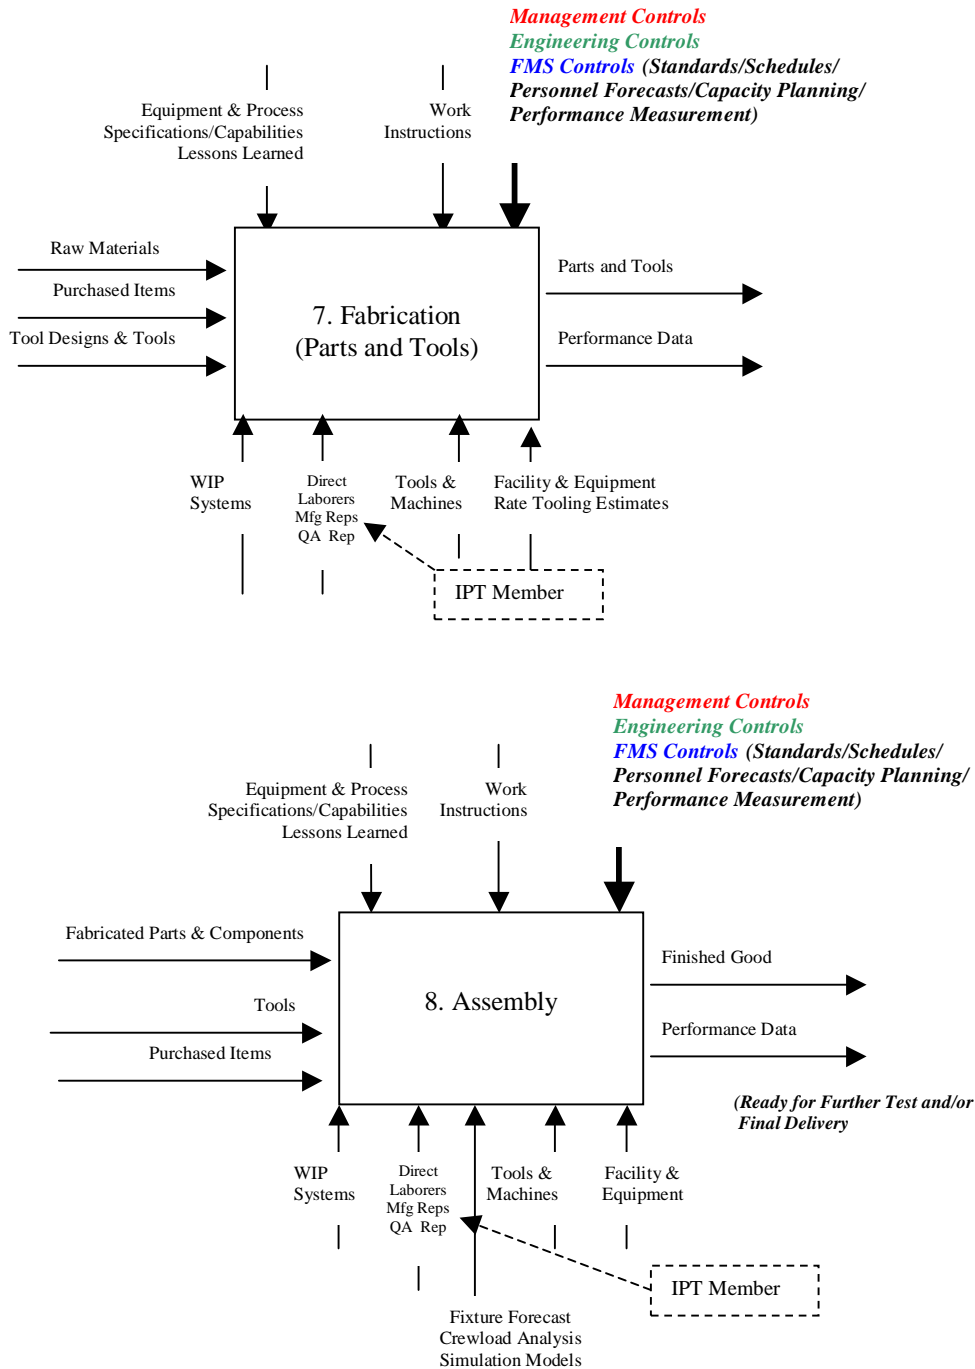 Management Controls
Engineering Controls
FMS Controls (Standards/Schedules/
Personnel Forecasts/Capacity Planning/
Performance Measurement)
Equipment & Process
Specifications/Capabilities
Lessons Learned
Work
Instructions
Raw Materials
Purchased Items
Tool Designs & Tools
7. Fabrication
(Parts and Tools)
Parts and Tools
Performance Data
WIP
Systems
Direct
Laborers
Mfg Reps
QA Rep
Tools &
Machines
Facility & Equipment
Rate Tooling Estimates
IPT Member
Management Controls
Engineering Controls
FMS Controls (Standards/Schedules/
Personnel Forecasts/Capacity Planning/
Performance Measurement)
Equipment & Process
Specifications/Capabilities
Lessons Learned
Work
Instructions
Fabricated Parts & Components
Tools
Purchased Items
8. Assembly
Finished Good
Performance Data
(Ready for Further Test and/or
Final Delivery
WIP
Systems
Direct
Laborers
Mfg Reps
QA Rep
Tools &
Machines
Facility &
Equipment
IPT Member
Fixture Forecast
Crewload Analysis
Simulation Models